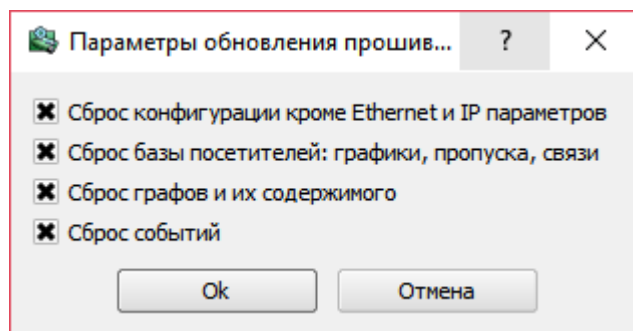 Параметры обновления прошив... ?
Сброс конфигурации кроме Ethernet и IP параметров
Сброс базы посетителей: графики, пропуска, связи
Сброс графов и их содержимого
Сброс событий
Ok Отмена